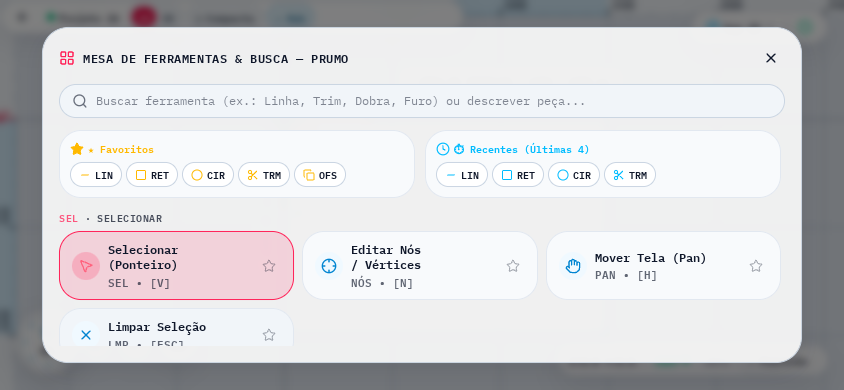 MESA DE FERRAMENTAS & BUSCA — PRUMO
Buscar ferramenta (ex.: Linha, Trim, Dobra, Furo) ou descrever peça...
★ Favoritos
LIN RET CIR TRM OFS
⏱ Recentes (Últimas 4)
LIN RET CIR TRM
SEL · SELECIONAR
Selecionar
(Ponteiro)
SEL • [V]
Editar Nós
/ Vértices
NÓS • [N]
Mover Tela (Pan)
PAN • [H]
Limpar Seleção
LMP • [ESC]